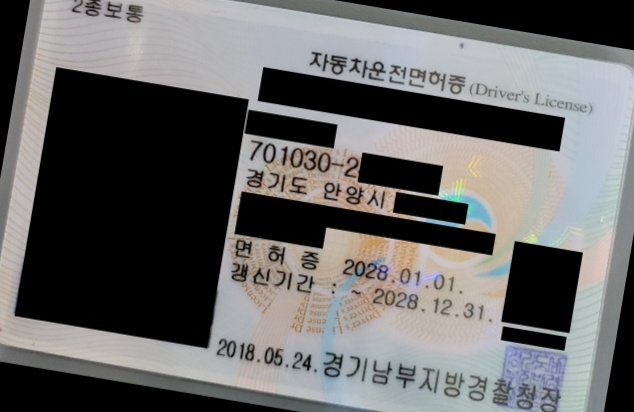 2종보통
자동차운전면허증 (Driver's License)
701030-2
경기도 안양시
면 허 증 2028.01.01.
갱신기간 : ~ 2028.12.31.
2018.05.24. 경기남부지방경찰청장